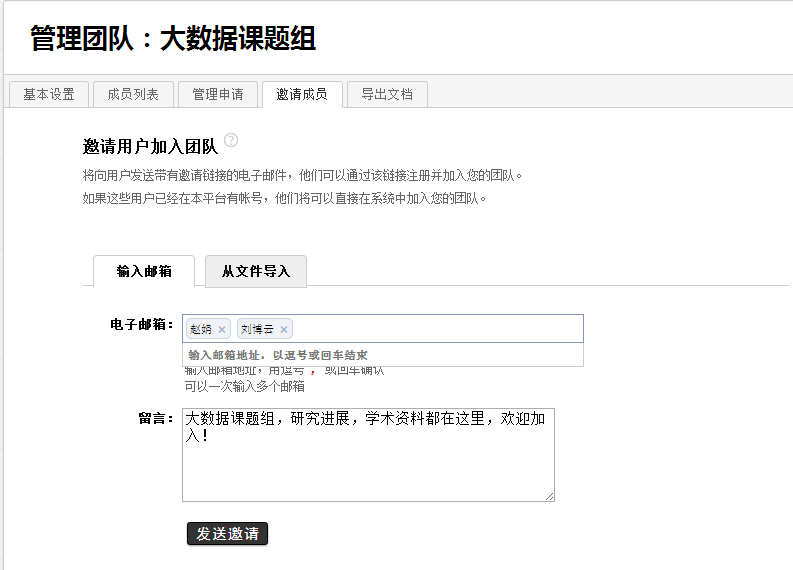 管理团队：大数据课题组
基本设置 成员列表 管理申请 邀请成员 导出文档
邀请用户加入团队 ?
将向用户发送带有邀请链接的电子邮件，他们可以通过该链接注册并加入您的团队。
如果这些用户已经在本平台有帐号，他们将可以直接在系统中加入您的团队。
输入邮箱 从文件导入
电子邮箱： 赵娟 × 刘博云 ×
输入邮箱地址，以逗号或回车结束
输入邮箱地址，用逗号 ， 或回车确认
可以一次输入多个邮箱
留言： 大数据课题组，研究进展，学术资料都在这里，欢迎加
入！
发送邀请